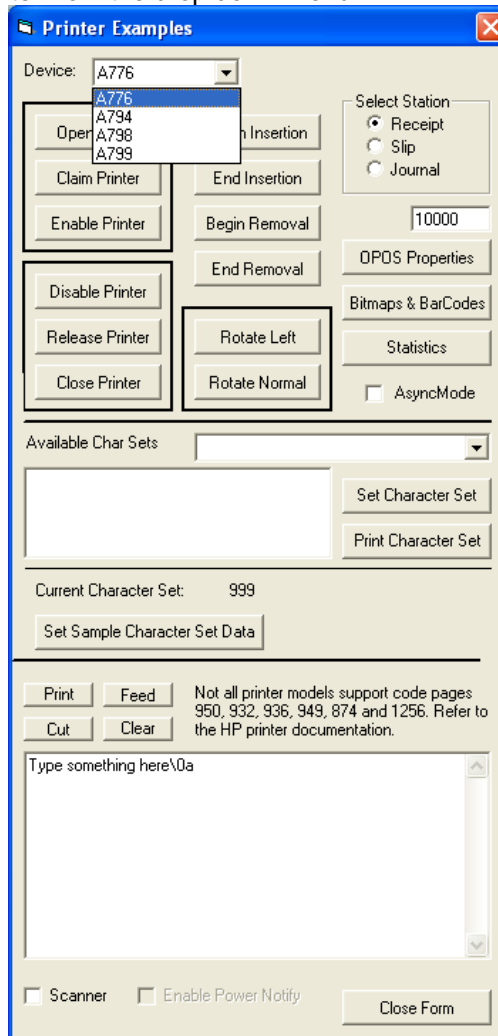 Printer Examples
Device: A776
A776
A794
A798
A799
Select Station
Receipt
Slip
Journal
Open
Insertion
Claim Printer
End Insertion
Enable Printer
Begin Removal
10000
End Removal
OPOS Properties
Disable Printer
Bitmaps & BarCodes
Release Printer
Rotate Left
Statistics
Close Printer
Rotate Normal
AsyncMode
Available Char Sets
Set Character Set
Print Character Set
Current Character Set: 999
Set Sample Character Set Data
Print Feed
Cut Clear
Not all printer models support code pages
950, 932, 936, 949, 874 and 1256. Refer to
the HP printer documentation.
Type something here\0a
Scanner Enable Power Notify
Close Form